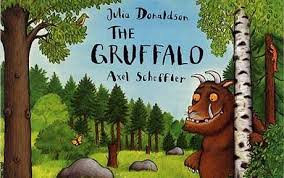 Julia Donaldson
THE
GRUFFALO
Axel Scheffler